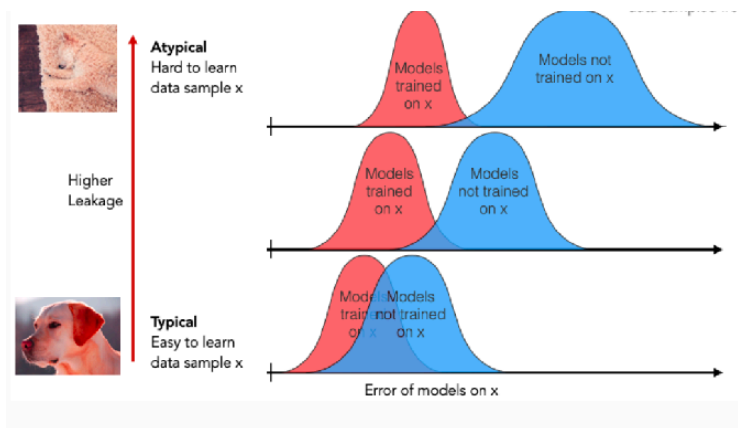 Atypical
Hard to learn
data sample x
Models
trained
on x
Models not
trained on x
Higher
Leakage
Models
trained
on x
Models
not trained
on x
Typical
Easy to learn
data sample x
Models
trained
on x
Models
not trained
on x
Error of models on x